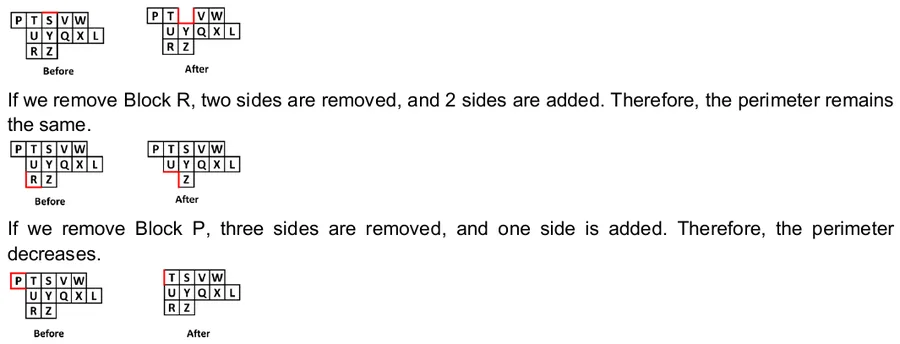 P T S V W
U Y Q X L
R Z
Before
P T V W
U Y Q X L
R Z
After
If we remove Block R, two sides are removed, and 2 sides are added. Therefore, the perimeter remains
the same.
P T S V W
U Y Q X L
R Z
Before
P T S V W
U Y Q X L
Z
After
If we remove Block P, three sides are removed, and one side is added. Therefore, the perimeter
decreases.
P T S V W
U Y Q X L
R Z
Before
T S V W
U Y Q X L
R Z
After